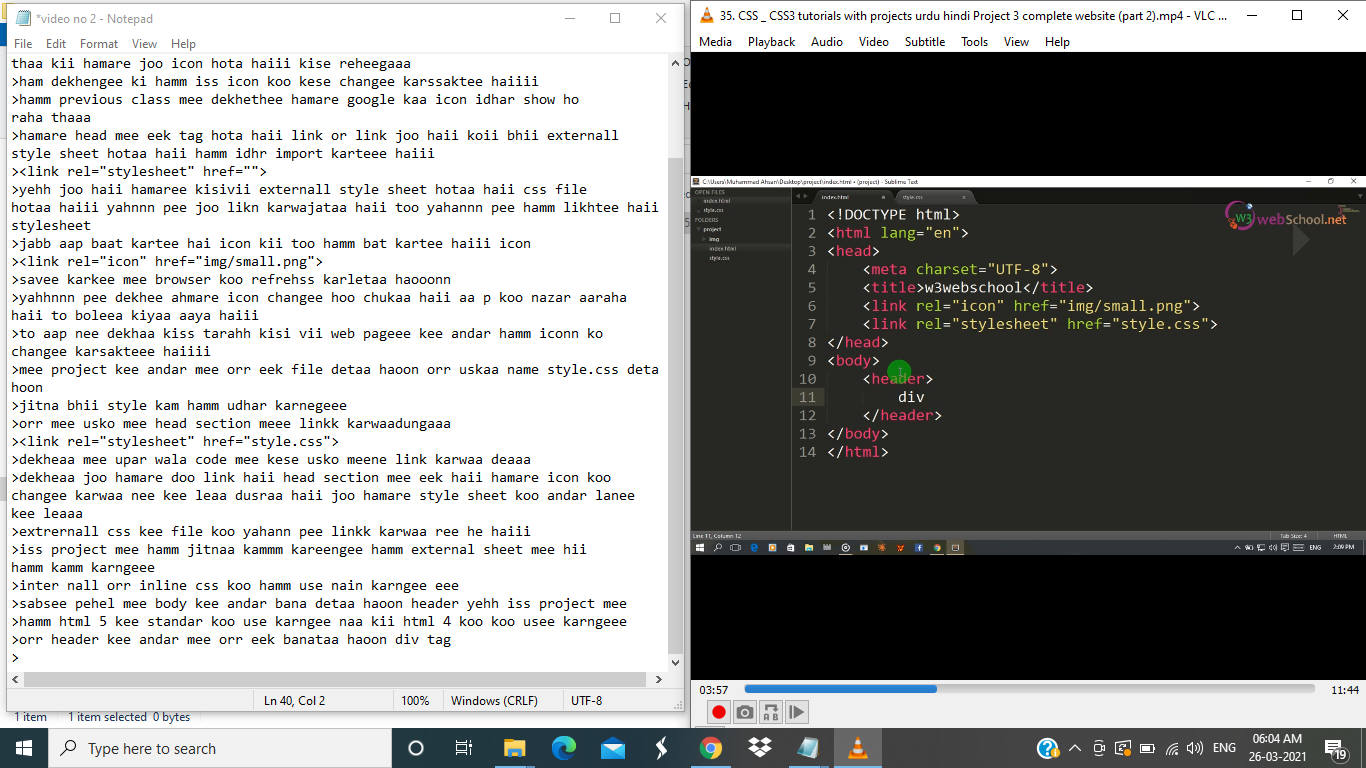 *video no 2 - Notepad
File Edit Format View Help
thaa kii hamare joo icon hota haiii kise reheegaaa
>ham dekhengee ki hamm iss icon koo kese changee karssaktee haiiii
>hamm previous class mee dekhethee hamare google kaa icon idhar show ho
raha thaaa
>hamare head mee eek tag hota haii link or link joo haii koii bhii externall
style sheet hotaa haii hamm idhr import karteee haiii
><link rel="stylesheet" href="">
>yehh joo haii hamareee kisivii externall style sheet hotaa haii css file
hotaa haiii yahnnn pee joo likn karwajataa haii too yahannn pee hamm likhtee haii
stylesheet
>jabb aap baat kartee hai icon kii too hamm bat kartee haiii icon
><link rel="icon" href="img/small.png">
>savee karkee mee browser koo refrehss karletaa haooonn
>yahhnnn pee dekhee ahmare icon changee hoo chukaa haii aa p koo nazar aaraha
haii to boleea kiyaa aaya haiii
>to aap nee dekhaa kiss tarahh kisi vii web pageee kee andar hamm iconn ko
changee karsakteee haiiii
>mee project kee andar mee orr eek file detaa haoon orr uskaa name style.css deta
hoon
>jitna bhii style kam hamm udhar karnegeee
>orr mee usko mee head section meee linkk karwaadungaaa
><link rel="stylesheet" href="style.css">
>dekheaa mee upar wala code mee kese usko meene link karwaa deaaa
>dekheaa joo hamare doo link haii head section mee eek haii hamare icon koo
changee karwaa nee kee leaa dusraa haii joo hamare style sheet koo andar lanee
kee leaaa
>extrernall css kee file koo yahann pee linkk karwaa ree he haiii
>iss project mee hamm jitnaa kammm kareengee hamm external sheet mee hii
hamm kamm karngeee
>inter nall orr inline css koo hamm use nain karngee eee
>sabsee pehel mee body kee andar bana detaa haoon header yehh iss project mee
>hamm html 5 kee standar koo use karngee naa kii html 4 koo koo usee karngeee
>orr header kee andar mee orr eek banataa haoon div tag
>
Ln 40, Col 2 100% Windows (CRLF) UTF-8
1 item 1 item selected 0 bytes
35. CSS _ CSS3 tutorials with projects urdu hindi Project 3 complete website (part 2).mp4 - VLC ...
Media Playback Audio Video Subtitle Tools View Help
C:\Users\Muhammad Ahsan\Desktop\project\index.html • (project) - Sublime Text
OPEN FILES
index.html
style.css
FOLDERS
project
img
index.html
style.css
index.html style.css
W3 webSchool.net
1 <!DOCTYPE html>
2 <html lang="en">
3 <head>
4 <meta charset="UTF-8">
5 <title>w3webschool</title>
6 <link rel="icon" href="img/small.png">
7 <link rel="stylesheet" href="style.css">
8 </head>
9 <body>
10 <header>
11 div
12 </header>
13 </body>
14 </html>
Line 11, Column 12 Tab Size: 4 HTML
ENG 2:09 PM
03:57 11:44
Type here to search
ENG 06:04 AM
26-03-2021
19